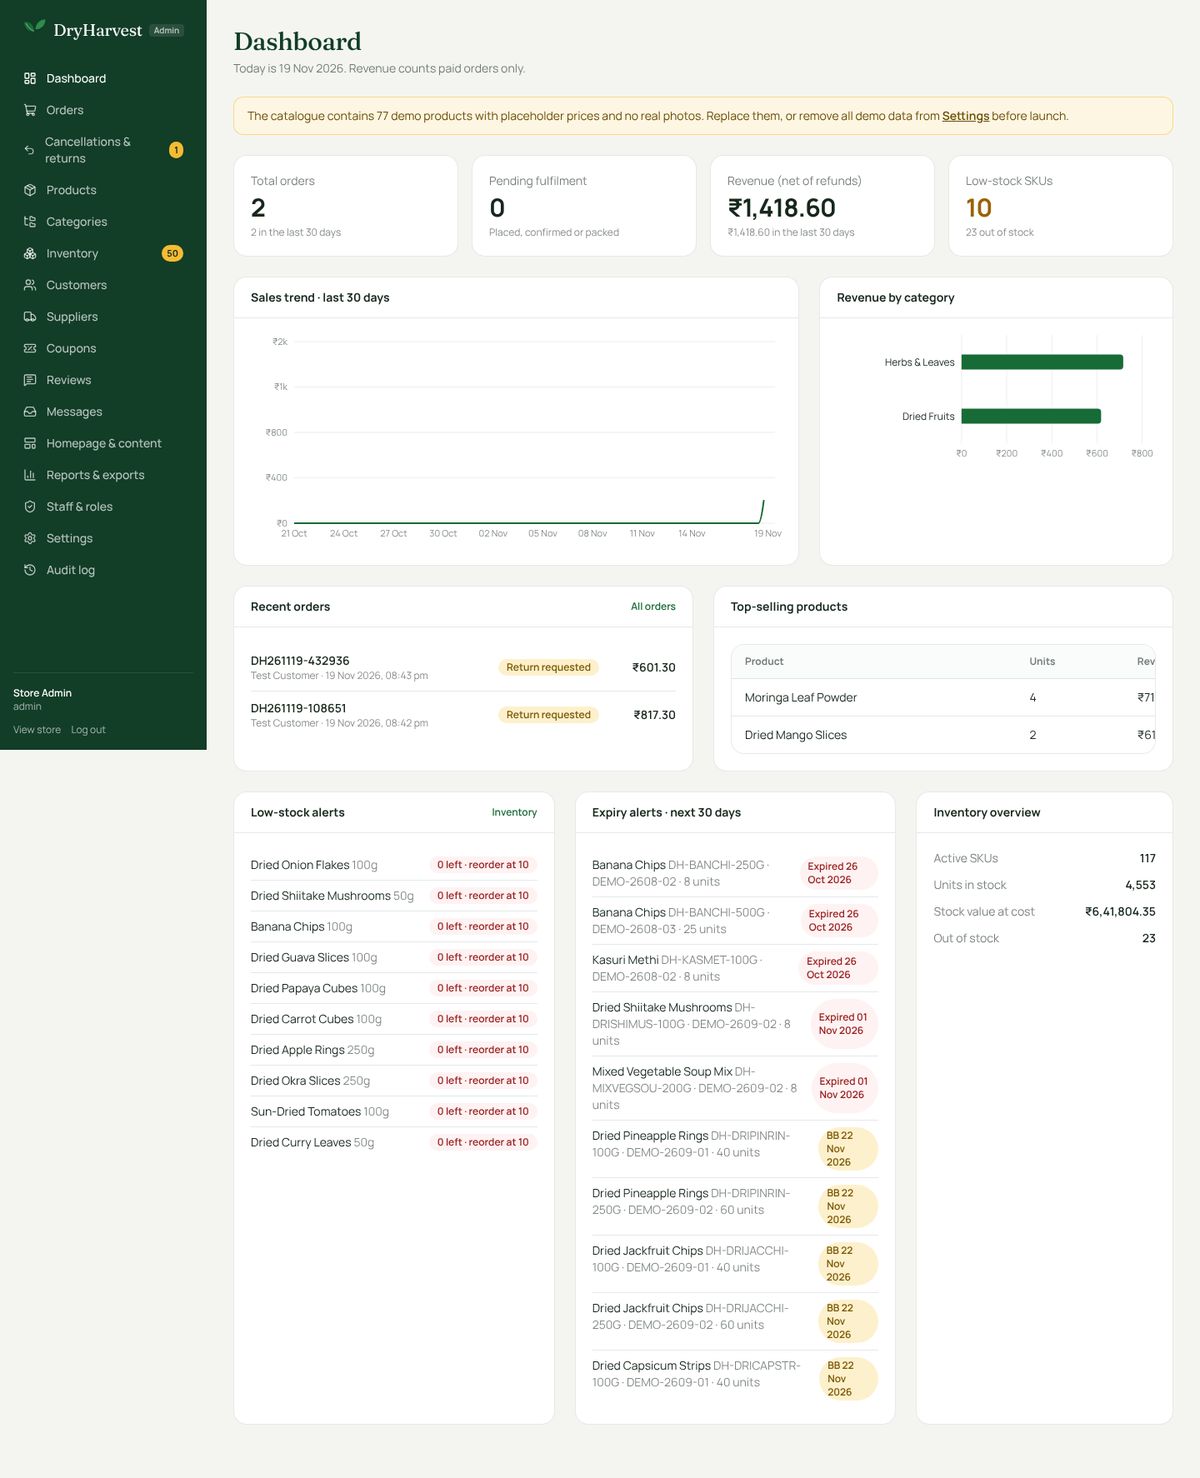 DryHarvest Admin
Dashboard
Orders
Cancellations &
returns
1
Products
Categories
Inventory 50
Customers
Suppliers
Coupons
Reviews
Messages
Homepage & content
Reports & exports
Staff & roles
Settings
Audit log
Store Admin
admin
View store Log out
Dashboard
Today is 19 Nov 2026. Revenue counts paid orders only.
The catalogue contains 77 demo products with placeholder prices and no real photos. Replace them, or remove all demo data from Settings before launch.
Total orders
2
2 in the last 30 days
Pending fulfilment
0
Placed, confirmed or packed
Revenue (net of refunds)
₹1,418.60
₹1,418.60 in the last 30 days
Low-stock SKUs
10
23 out of stock
Sales trend · last 30 days
₹2k
₹1k
₹800
₹400
₹0
21 Oct 24 Oct 27 Oct 30 Oct 02 Nov 05 Nov 08 Nov 11 Nov 14 Nov 19 Nov
Revenue by category
Herbs & Leaves
Dried Fruits
₹0 ₹200 ₹400 ₹600 ₹800
Recent orders All orders
DH261119-432936
Test Customer · 19 Nov 2026, 08:43 pm
Return requested ₹601.30
DH261119-108651
Test Customer · 19 Nov 2026, 08:42 pm
Return requested ₹817.30
Top-selling products
Product Units Rev
Moringa Leaf Powder 4 ₹71
Dried Mango Slices 2 ₹61
Low-stock alerts Inventory
Dried Onion Flakes 100g 0 left · reorder at 10
Dried Shiitake Mushrooms 50g 0 left · reorder at 10
Banana Chips 100g 0 left · reorder at 10
Dried Guava Slices 100g 0 left · reorder at 10
Dried Papaya Cubes 100g 0 left · reorder at 10
Dried Carrot Cubes 100g 0 left · reorder at 10
Dried Apple Rings 250g 0 left · reorder at 10
Dried Okra Slices 250g 0 left · reorder at 10
Sun-Dried Tomatoes 100g 0 left · reorder at 10
Dried Curry Leaves 50g 0 left · reorder at 10
Expiry alerts · next 30 days
Banana Chips DH-BANCHI-250G ·
DEMO-2608-02 · 8 units
Expired 26
Oct 2026
Banana Chips DH-BANCHI-500G ·
DEMO-2608-03 · 25 units
Expired 26
Oct 2026
Kasuri Methi DH-KASMET-100G ·
DEMO-2608-02 · 8 units
Expired 26
Oct 2026
Dried Shiitake Mushrooms DH-
DRISHIMUS-100G · DEMO-2609-02 · 8
units
Expired 01
Nov 2026
Mixed Vegetable Soup Mix DH-
MIXVEGSOU-200G · DEMO-2609-02 · 8
units
Expired 01
Nov 2026
Dried Pineapple Rings DH-DRIPINRIN-
100G · DEMO-2609-01 · 40 units
BB 22
Nov
2026
Dried Pineapple Rings DH-DRIPINRIN-
250G · DEMO-2609-02 · 60 units
BB 22
Nov
2026
Dried Jackfruit Chips DH-DRIJACCHI-
100G · DEMO-2609-01 · 40 units
BB 22
Nov
2026
Dried Jackfruit Chips DH-DRIJACCHI-
250G · DEMO-2609-02 · 60 units
BB 22
Nov
2026
Dried Capsicum Strips DH-DRICAPSTR-
100G · DEMO-2609-01 · 40 units
BB 22
Nov
2026
Inventory overview
Active SKUs 117
Units in stock 4,553
Stock value at cost ₹6,41,804.35
Out of stock 23